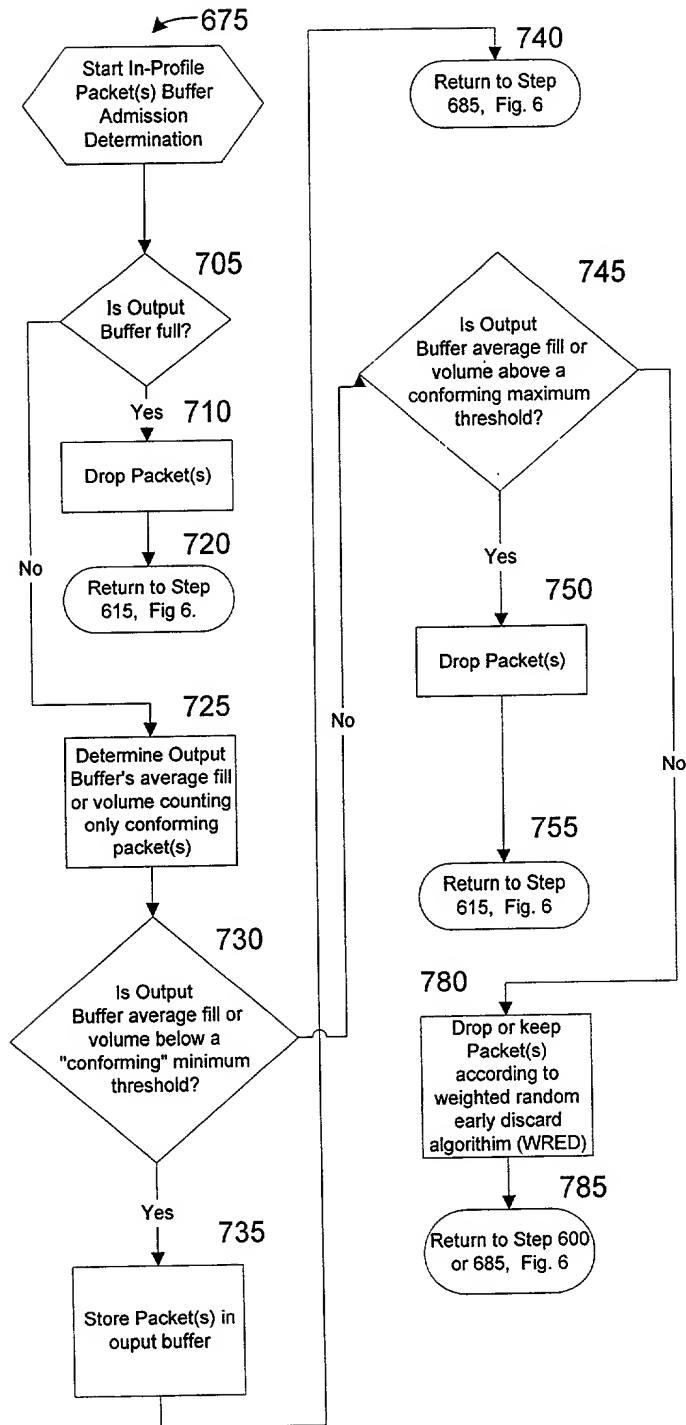 675
Start In-Profile
Packet(s) Buffer
Admission
Determination
705
Is Output
Buffer full?
Yes
710
Drop Packet(s)
720
No
Return to Step
615, Fig 6.
725
Determine Output
Buffer's average fill
or volume counting
only conforming
packet(s)
730
Is Output
Buffer average fill or
volume below a
"conforming" minimum
threshold?
Yes
735
Store Packet(s) in
ouput buffer
740
Return to Step
685, Fig. 6
No
745
Is Output
Buffer average fill or
volume above a
conforming maximum
threshold?
Yes
750
Drop Packet(s)
755
Return to Step
615, Fig. 6
No
780
Drop or keep
Packet(s)
according to
weighted random
early discard
algorithim (WRED)
785
Return to Step 600
or 685, Fig. 6